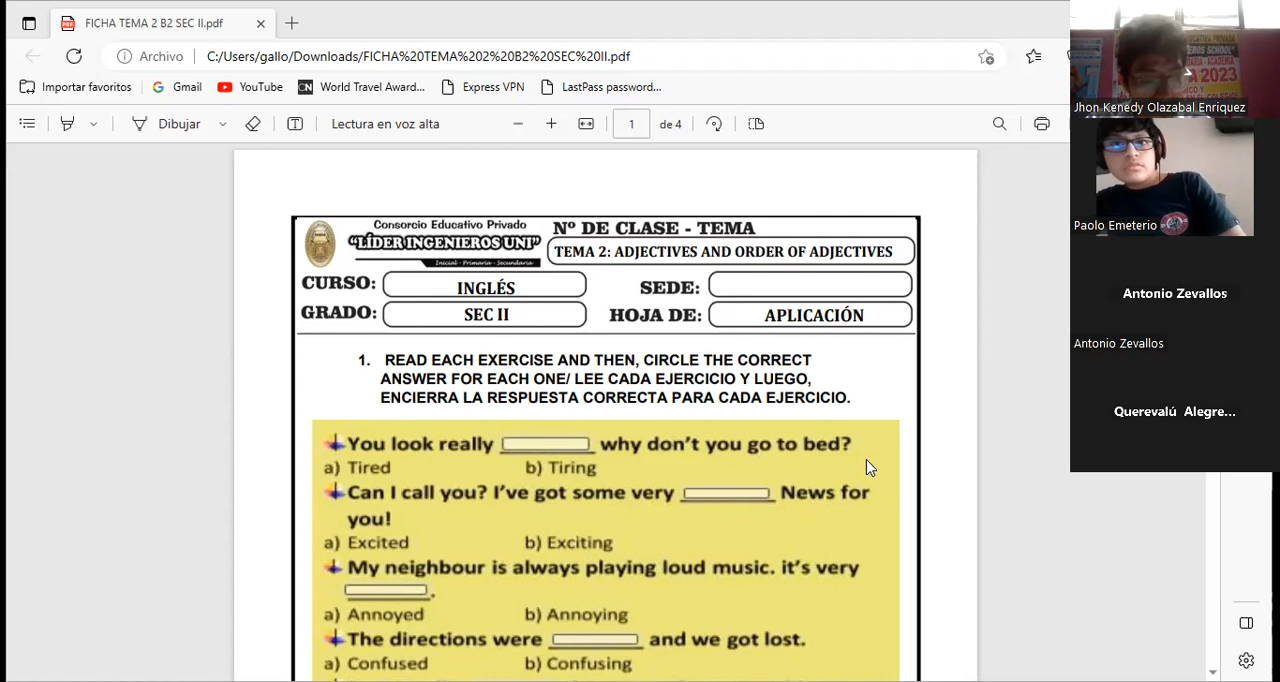 FICHA TEMA 2 B2 SEC II.pdf
Archivo
C:/Users/gallo/Downloads/FICHA%20TEMA%202%20B2%20SEC%20II.pdf
Importar favoritos
Gmail
YouTube
World Travel Award...
Express VPN
LastPass password...
Dibujar
Lectura en voz alta
1
de 4
Consorcio Educativo Privado
"LÍDER INGENIEROS UNI"
Inicial - Primaria - Secundaria
Nº DE CLASE - TEMA
TEMA 2: ADJECTIVES AND ORDER OF ADJECTIVES
CURSO: INGLÉS SEDE:
GRADO: SEC II HOJA DE: APLICACIÓN
1. READ EACH EXERCISE AND THEN, CIRCLE THE CORRECT
ANSWER FOR EACH ONE/ LEE CADA EJERCICIO Y LUEGO,
ENCIERRA LA RESPUESTA CORRECTA PARA CADA EJERCICIO.
You look really why don't you go to bed?
a) Tired b) Tiring
Can I call you? I've got some very News for
you!
a) Excited b) Exciting
My neighbour is always playing loud music. it's very
.
a) Annoyed b) Annoying
The directions were and we got lost.
a) Confused b) Confusing
Jhon Kenedy Olazabal Enriquez
Paolo Emeterio
Antonio Zevallos
Antonio Zevallos
Querevalú Alegre...